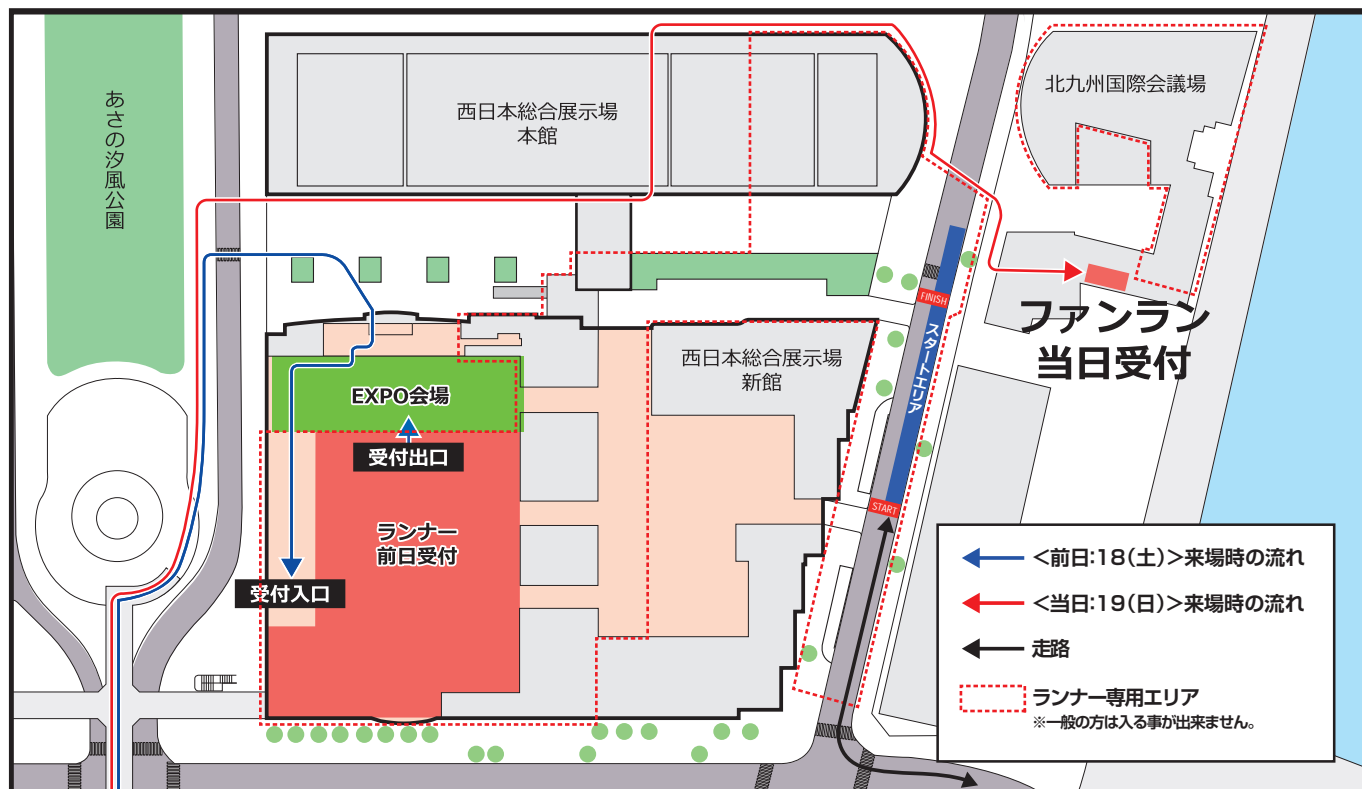 あさの汐風公園
西日本総合展示場
本館
北九州国際会議場
FINISH
スタートエリア
ファンラン
当日受付
西日本総合展示場
新館
EXPO会場
受付出口
START
ランナー
前日受付
受付入口
<前日:18(土)>来場時の流れ
<当日:19(日)>来場時の流れ
走路
ランナー専用エリア
※一般の方は入る事が出来ません。